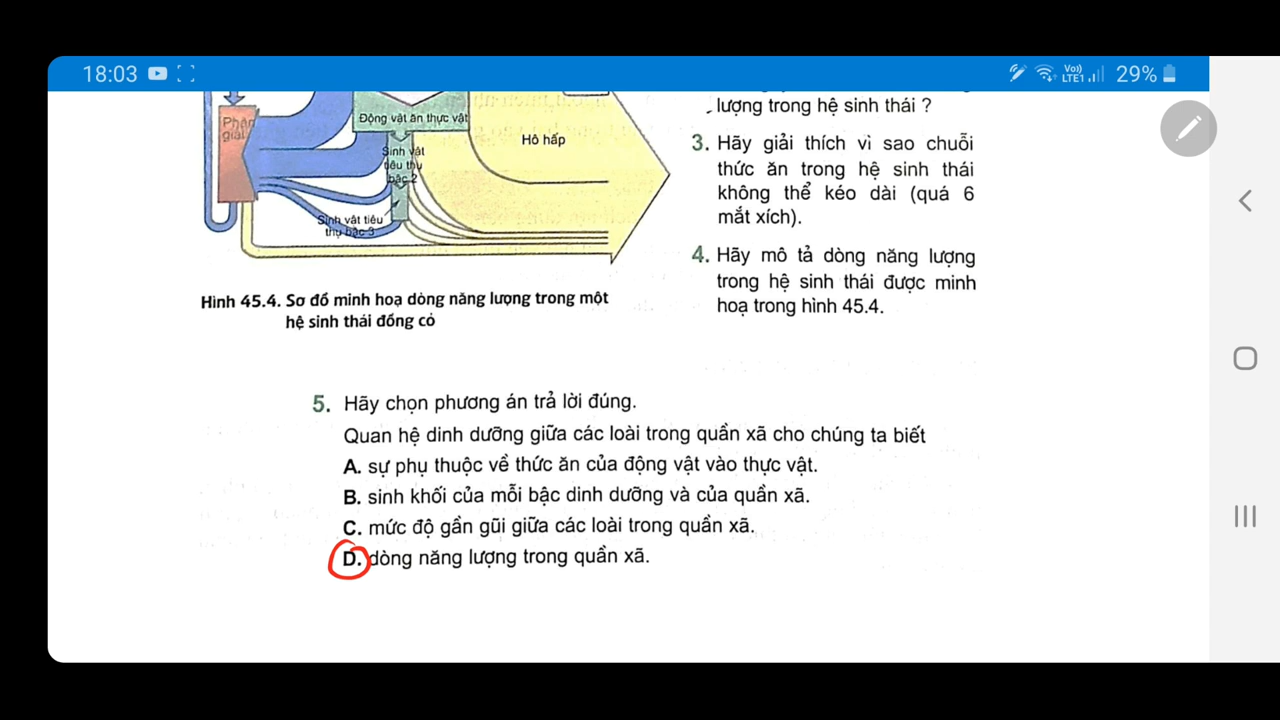 18:03
Vo)) LTE1 29%
Phân giải
Động vật ăn thực vật
Sinh vật tiêu thụ bậc 2
Sinh vật tiêu thụ bậc 3
Hô hấp
Hình 45.4. Sơ đồ minh hoạ dòng năng lượng trong một
hệ sinh thái đồng cỏ
lượng trong hệ sinh thái ?
3. Hãy giải thích vì sao chuỗi
thức ăn trong hệ sinh thái
không thể kéo dài (quá 6
mắt xích).
4. Hãy mô tả dòng năng lượng
trong hệ sinh thái được minh
hoạ trong hình 45.4.
5. Hãy chọn phương án trả lời đúng.
Quan hệ dinh dưỡng giữa các loài trong quần xã cho chúng ta biết
A. sự phụ thuộc về thức ăn của động vật vào thực vật.
B. sinh khối của mỗi bậc dinh dưỡng và của quần xã.
C. mức độ gần gũi giữa các loài trong quần xã.
D. dòng năng lượng trong quần xã.